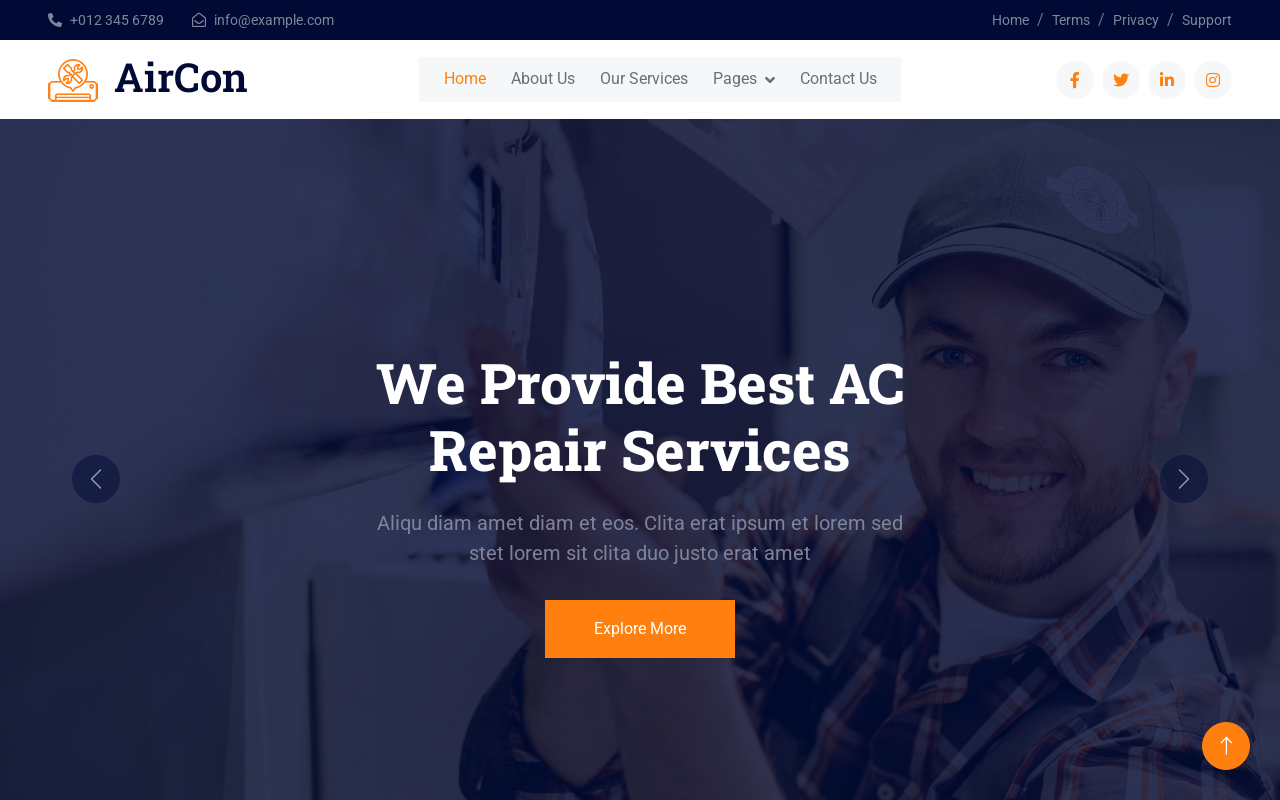 +012 345 6789
info@example.com
Home / Terms / Privacy / Support
AirCon
Home
About Us
Our Services
Pages
Contact Us
We Provide Best AC
Repair Services
Aliqu diam amet diam et eos. Clita erat ipsum et lorem sed
stet lorem sit clita duo justo erat amet
Explore More